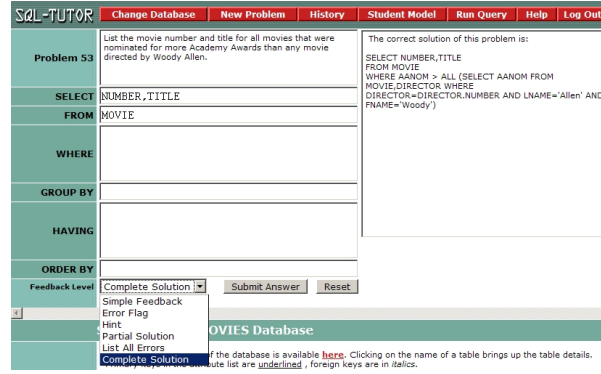 SQL-TUTOR Change Database New Problem History Student Model Run Query Help Log Out
Problem 53
List the movie number and title for all movies that were
nominated for more Academy Awards than any movie
directed by Woody Allen.
The correct solution of this problem is:
SELECT NUMBER,TITLE
FROM MOVIE
WHERE AANOM > ALL (SELECT AANOM FROM
MOVIE,DIRECTOR WHERE
DIRECTOR=DIRECTOR.NUMBER AND LNAME='Allen' AND
FNAME='Woody')
SELECT NUMBER,TITLE
FROM MOVIE
WHERE
GROUP BY
HAVING
ORDER BY
Feedback Level Complete Solution Submit Answer Reset
Simple Feedback
Error Flag
Hint
Partial Solution
List All Errors
Complete Solution
OVIES Database
of the database is available here. Clicking on the name of a table brings up the table details.
ute list are underlined , foreign keys are in italics.